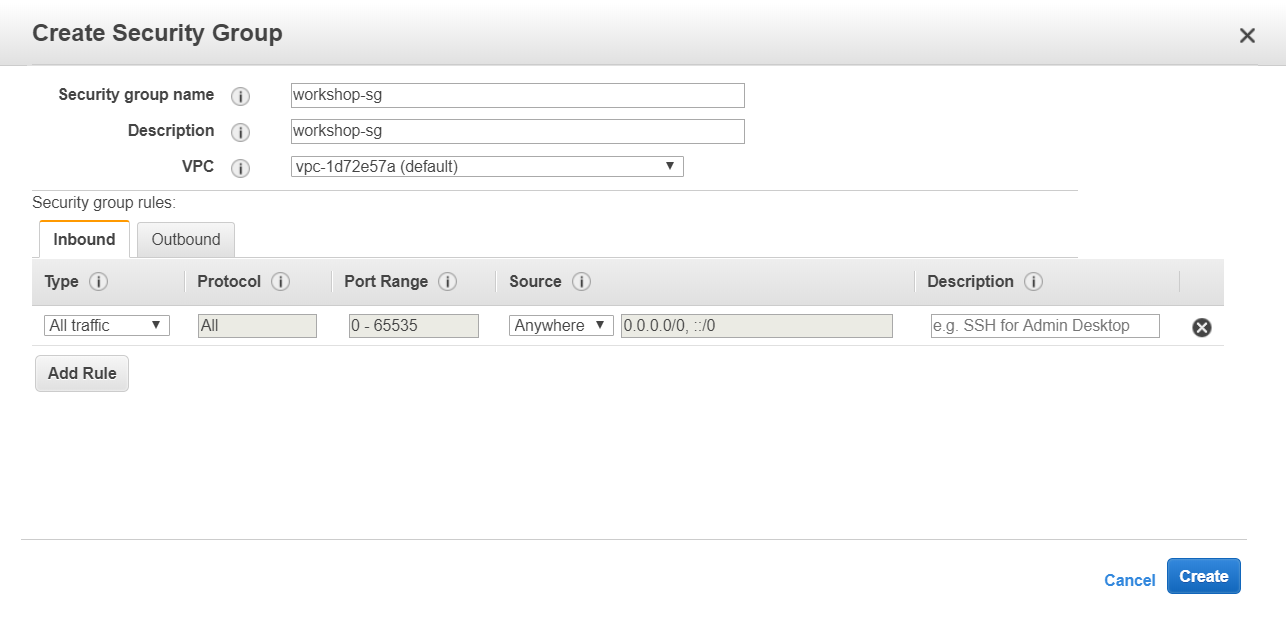 Create Security Group
Security group name workshop-sg
Description workshop-sg
VPC vpc-1d72e57a (default)
Security group rules:
Inbound Outbound
Type Protocol Port Range Source Description
All traffic All 0 - 65535 Anywhere 0.0.0.0/0, ::/0 e.g. SSH for Admin Desktop
Add Rule
Cancel Create